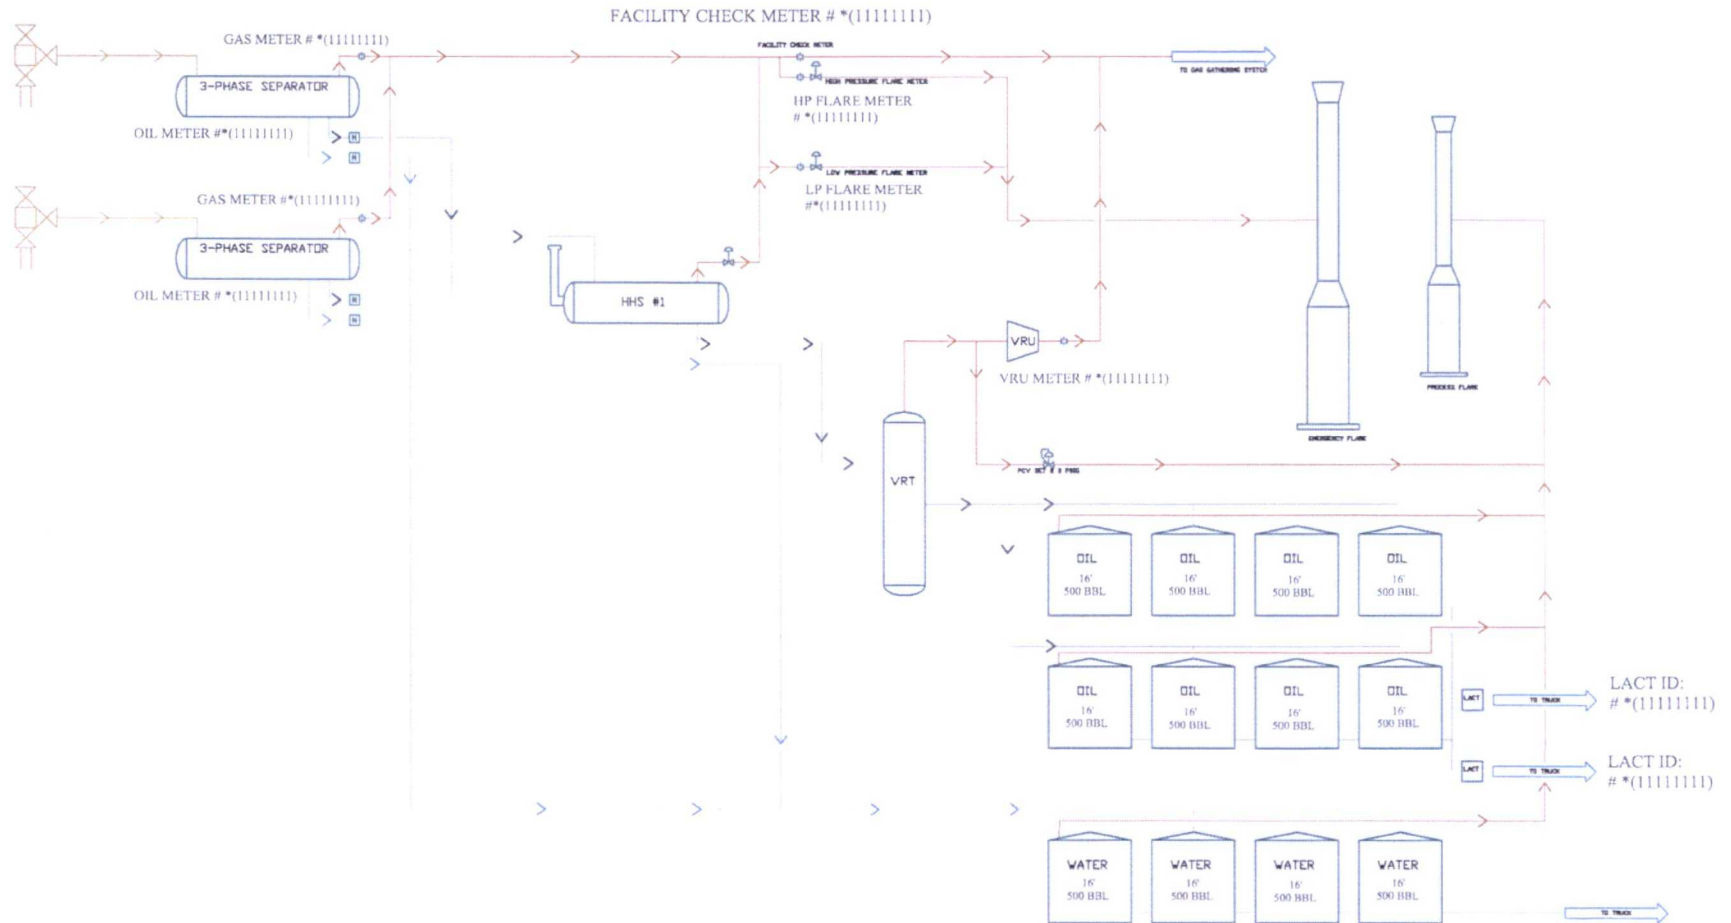 FACILITY CHECK METER # *(11111111)
GAS METER # *(11111111)
FACILITY CHECK METER
TO GAS GATHERING SYSTEM
3-PHASE SEPARATOR
HIGH PRESSURE FLARE METER
HP FLARE METER
# *(11111111)
OIL METER #*(11111111)
M
M
LOW PRESSURE FLARE METER
LP FLARE METER
#*(11111111)
GAS METER #*(11111111)
3-PHASE SEPARATOR
OIL METER # *(11111111)
M
M
HHS #1
VRU
VRU METER # *(11111111)
PROCESS FLARE
EMERGENCY FLARE
PCV SET @ 3 PSIG
VRT
OIL OIL OIL OIL
16' 16' 16' 16'
500 BBL 500 BBL 500 BBL 500 BBL
OIL OIL OIL OIL
16' 16' 16' 16'
500 BBL 500 BBL 500 BBL 500 BBL
LACT
TO TRUCK
LACT ID:
# *(11111111)
LACT
TO TRUCK
LACT ID:
# *(11111111)
WATER WATER WATER WATER
16' 16' 16' 16'
500 BBL 500 BBL 500 BBL 500 BBL
TO TRUCK